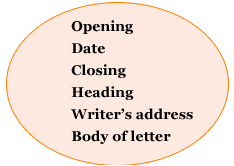 Opening
Date
Closing
Heading
Writer’s address
Body of letter